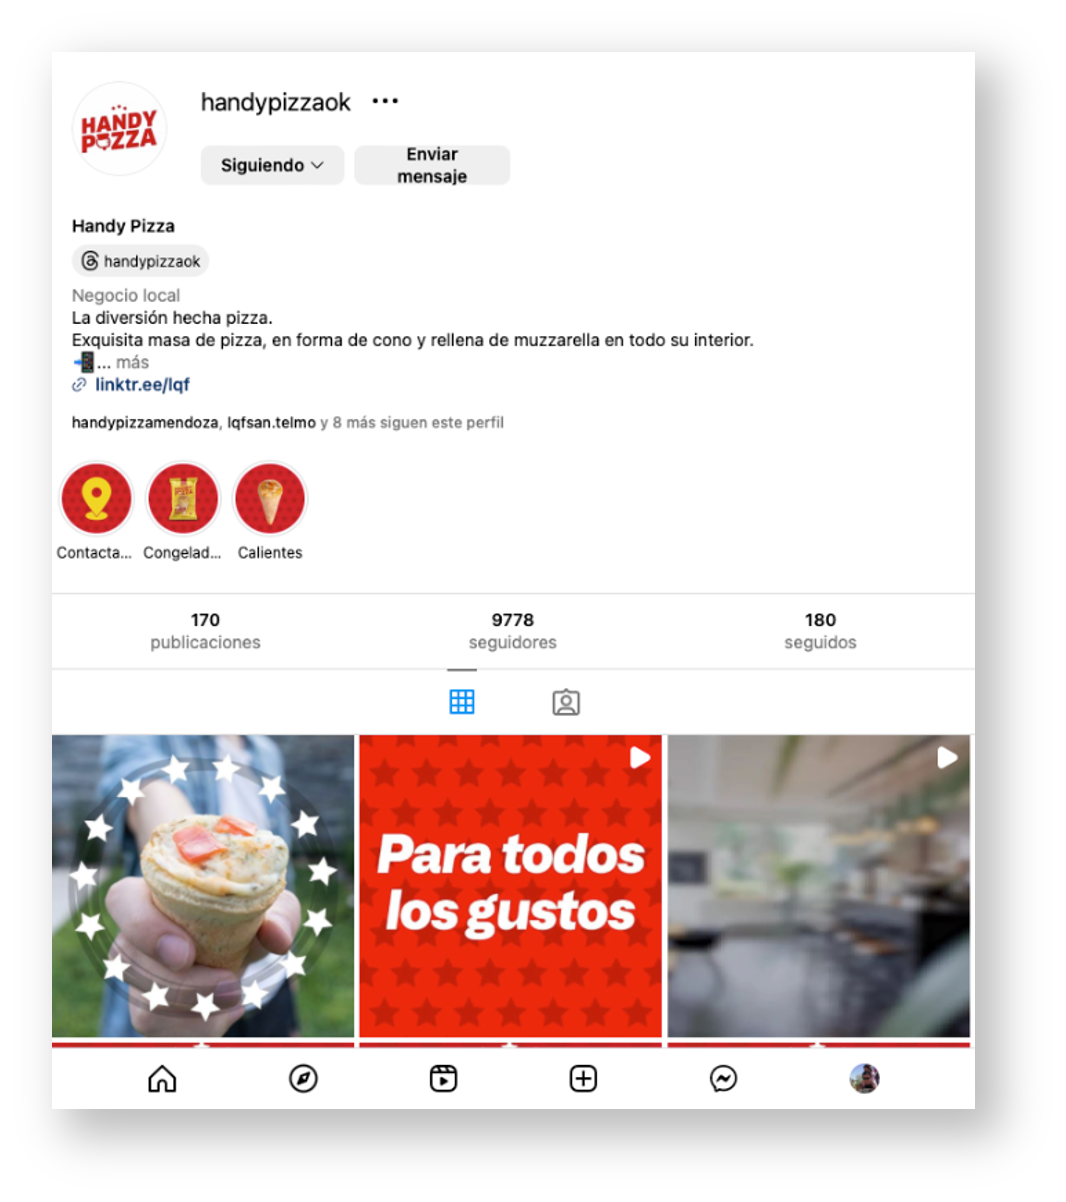 HANDY
PIZZA
handypizzaok
Siguiendo
Enviar
mensaje
Handy Pizza
handypizzaok
Negocio local
La diversión hecha pizza.
Exquisita masa de pizza, en forma de cono y rellena de muzzarella en todo su interior.
... más
linktr.ee/lqf
handypizzamendoza, lqfsan.telmo y 8 más siguen este perfil
Contacta... Congelad... Calientes
170 9778 180
publicaciones seguidores seguidos
Para todos
los gustos